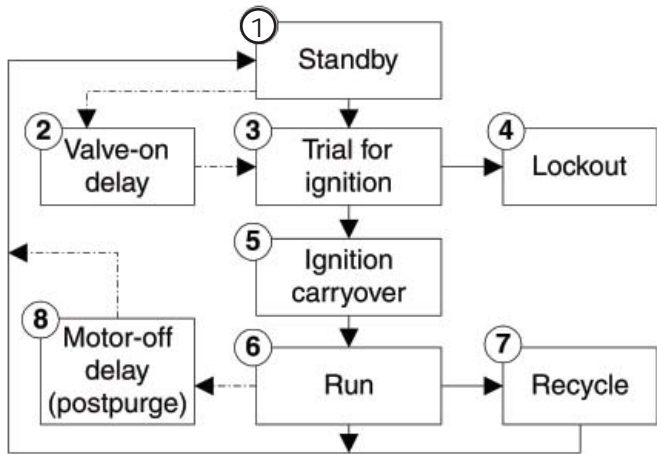 1
Standby
2
Valve-on
delay
3
Trial for
ignition
4
Lockout
5
Ignition
carryover
8
Motor-off
delay
(postpurge)
6
Run
7
Recycle